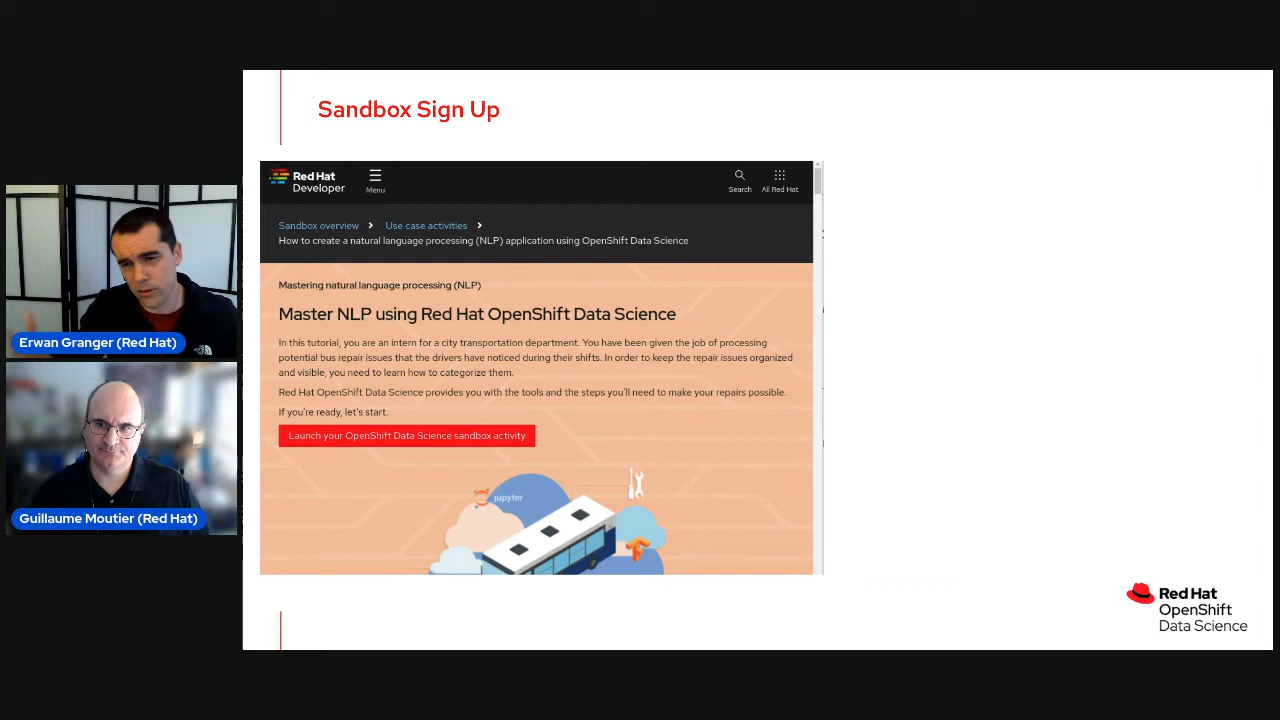 Sandbox Sign Up
Red Hat
Developer
Menu
Search
All Red Hat
Sandbox overview
Use case activities
How to create a natural language processing (NLP) application using OpenShift Data Science
Mastering natural language processing (NLP)
Master NLP using Red Hat OpenShift Data Science
In this tutorial, you are an intern for a city transportation department. You have been given the job of processing
potential bus repair issues that the drivers have noticed during their shifts. In order to keep the repair issues organized
and visible, you need to learn how to categorize them.
Red Hat OpenShift Data Science provides you with the tools and the steps you'll need to make your repairs possible.
If you're ready, let's start.
Launch your OpenShift Data Science sandbox activity
jupyter
Erwan Granger (Red Hat)
Guillaume Moutier (Red Hat)
Red Hat
OpenShift
Data Science